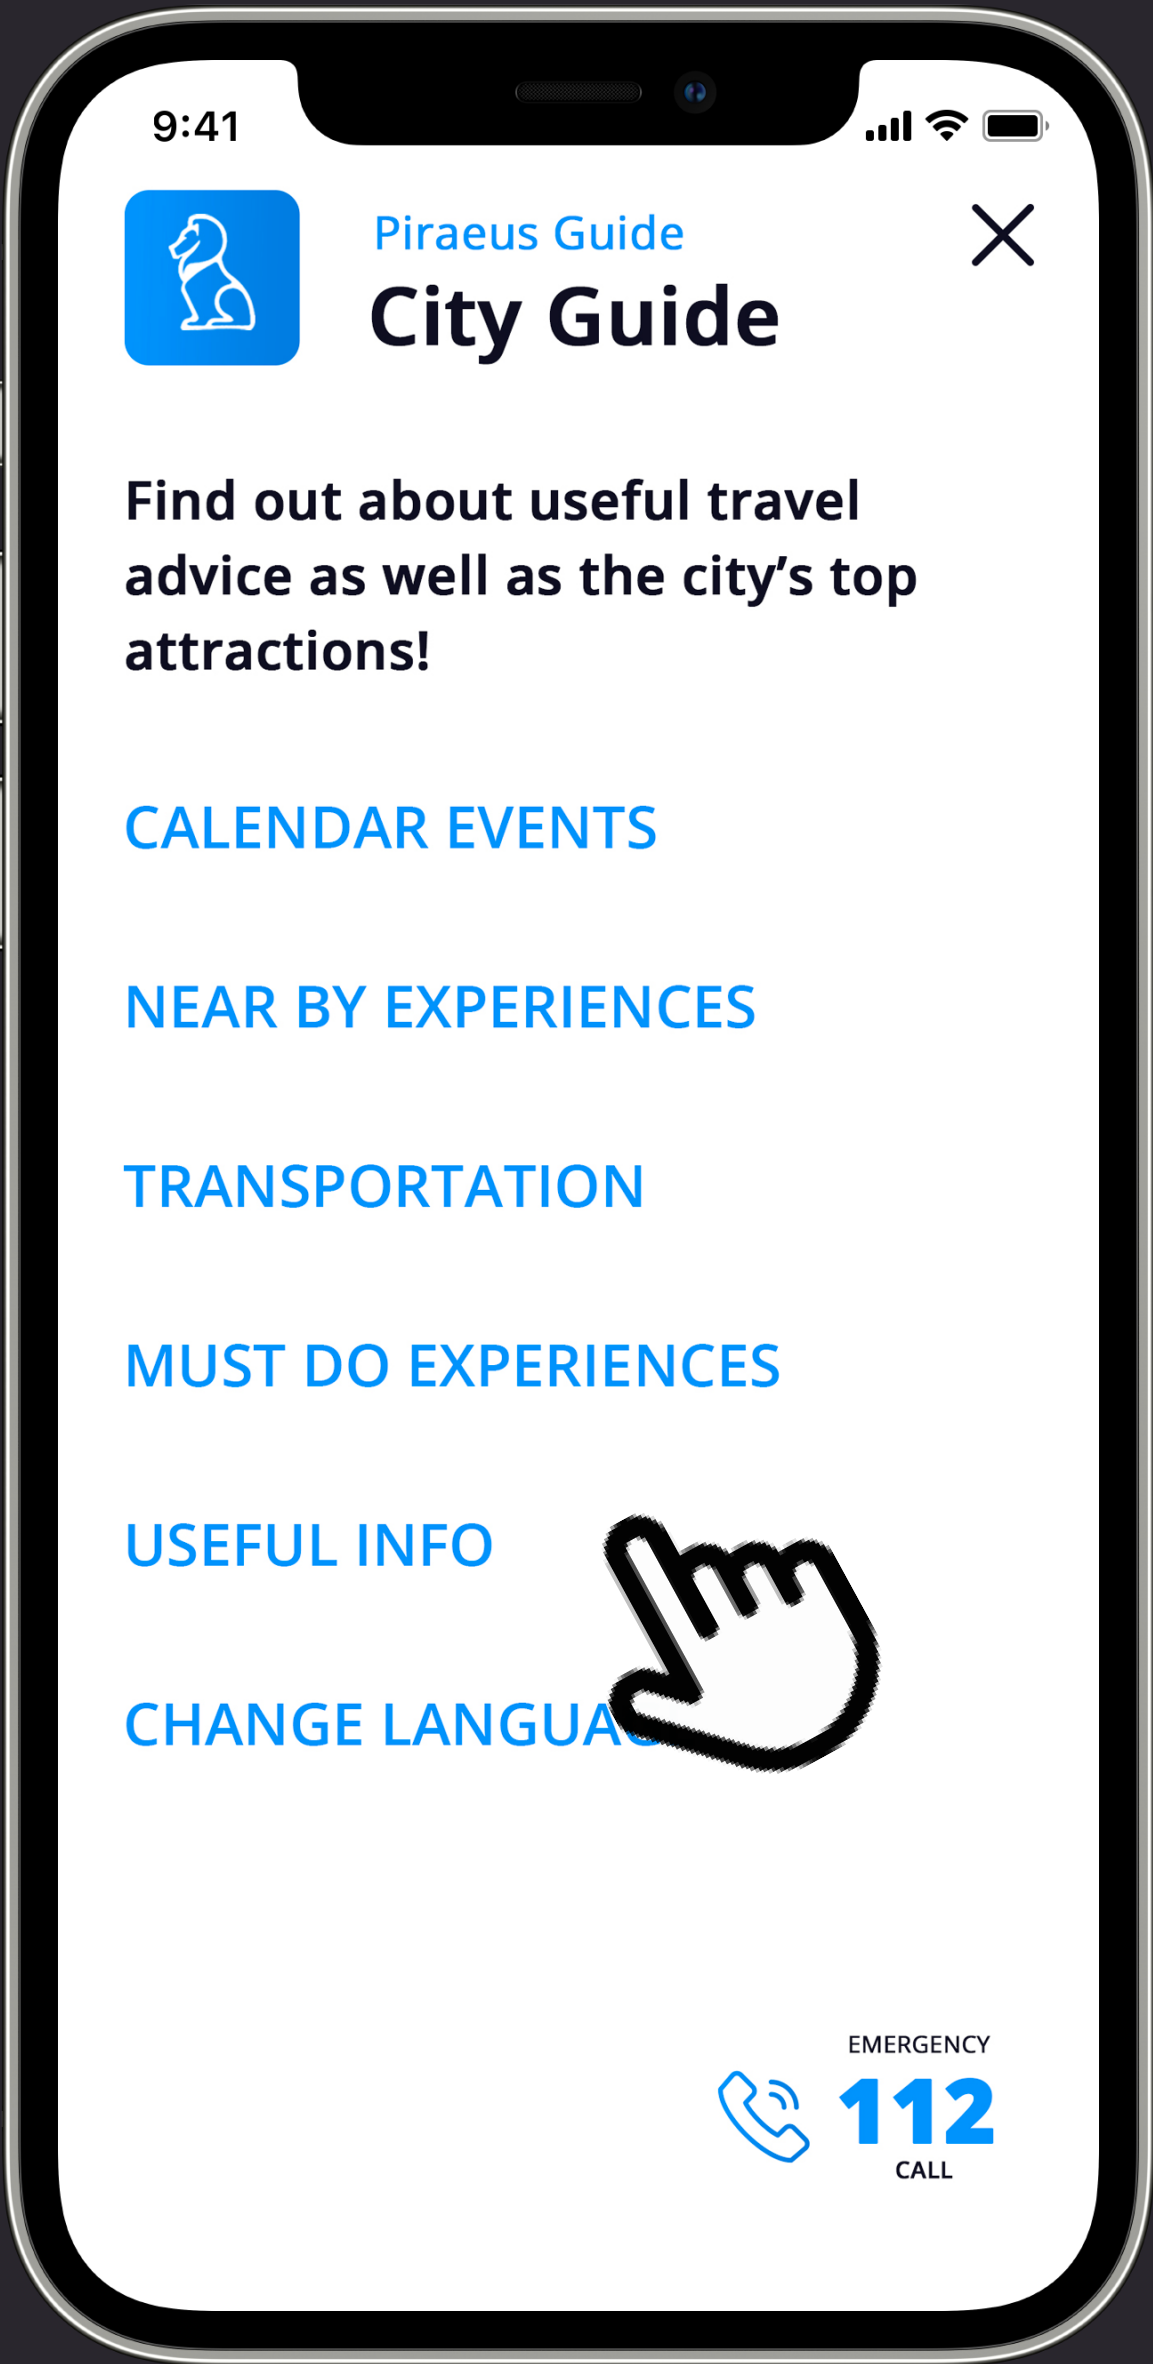 9:41
Piraeus Guide
City Guide
Find out about useful travel
advice as well as the city's top
attractions!
CALENDAR EVENTS
NEAR BY EXPERIENCES
TRANSPORTATION
MUST DO EXPERIENCES
USEFUL INFO
CHANGE
EMERGENCY
112
CALL